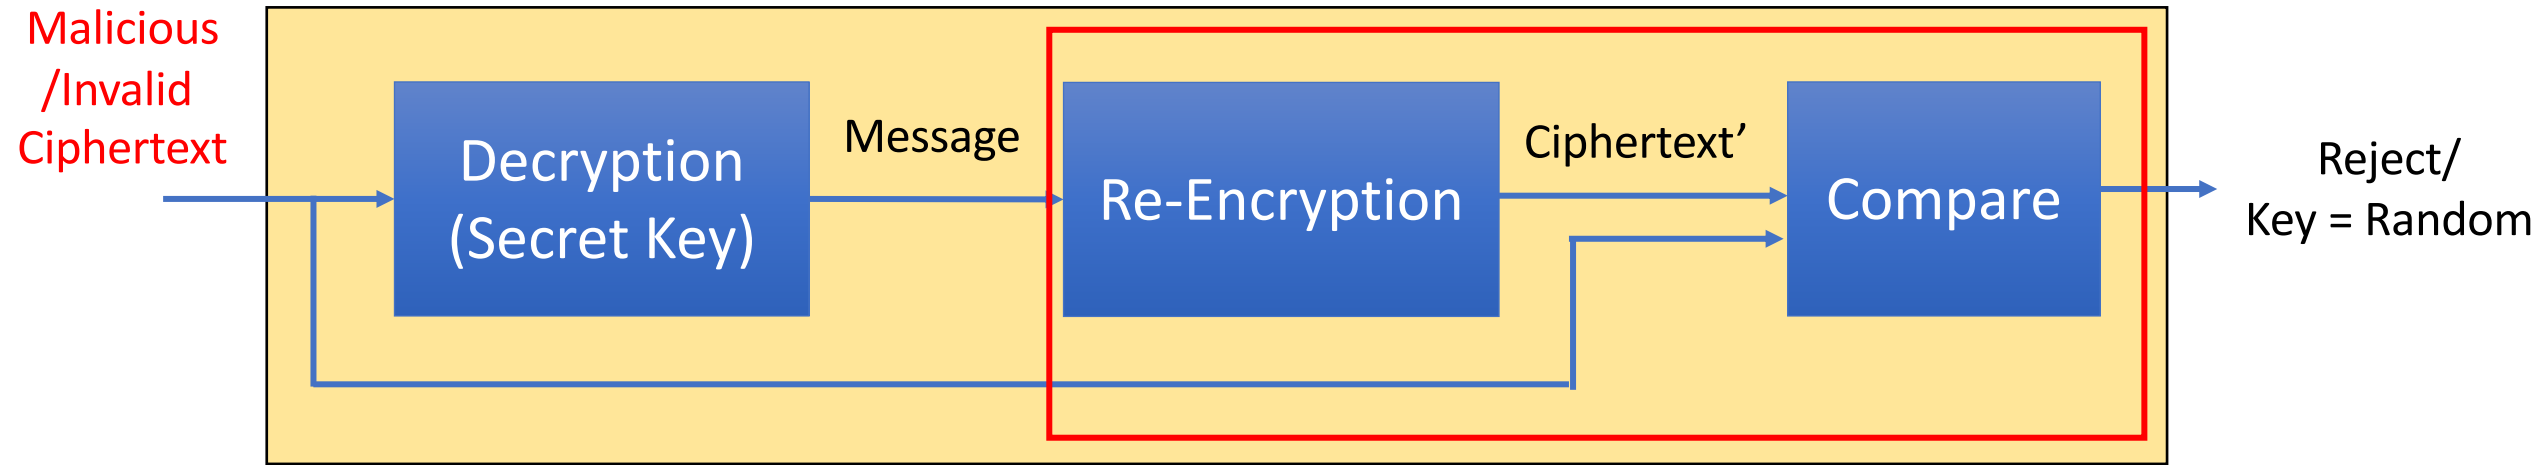 Malicious
/Invalid
Ciphertext
Decryption
(Secret Key)
Message
Re-Encryption
Ciphertext’
Compare
Reject/
Key = Random